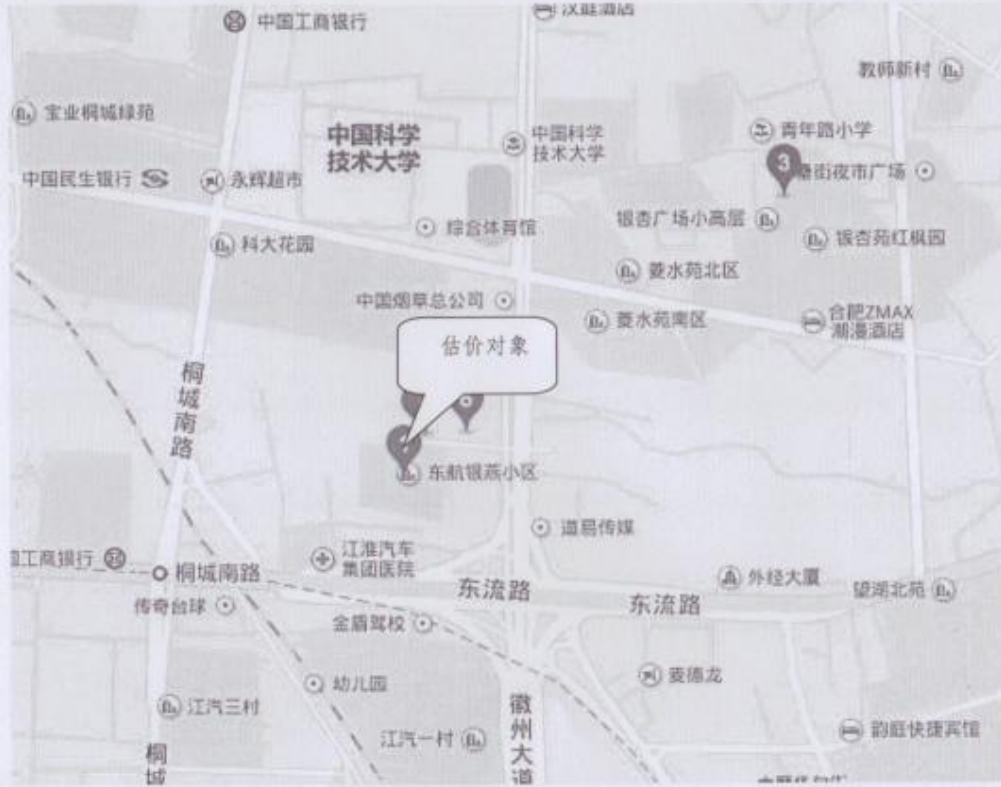 中国工商银行
汉庭酒店
教师新村
宝业桐城绿苑
中国科学
技术大学
中国科学
技术大学
青年路小学
3
中国民生银行
永辉超市
街夜市广场
综合体育馆
银杏广场小高层
科大花园
银杏苑红枫园
菱水苑北区
中国烟草总公司
菱水苑南区
合肥ZMAX
潮漫酒店
估价对象
桐城南路
东航银燕小区
道易传媒
国工商银行
桐城南路
江淮汽车
集团医院
东流路
东流路
外经大厦
望湖北苑
传奇台球
金盾驾校
幼儿园
麦德龙
江汽三村
江汽一村
徽州大道
韵庭快捷宾馆
桐城